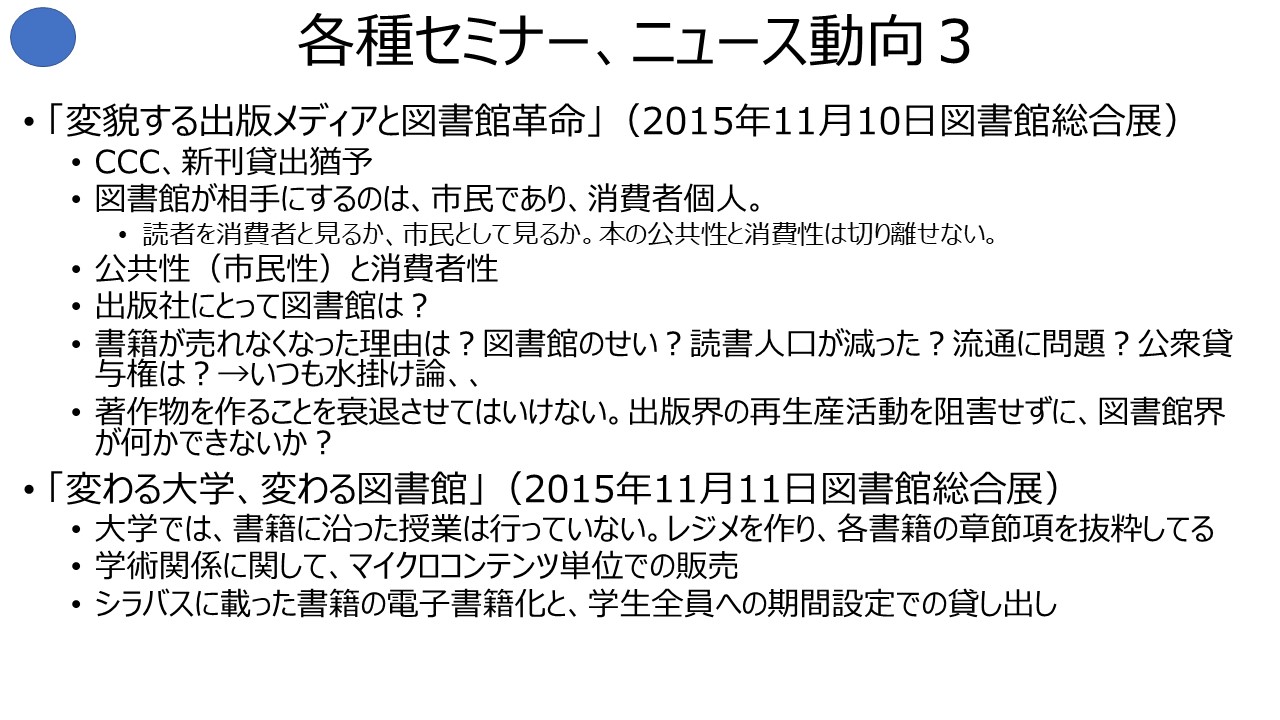 各種セミナー、ニュース動向３
• 「変貌する出版メディアと図書館革命」（2015年11月10日図書館総合展）
• CCC、新刊貸出猶予
• 図書館が相手にするのは、市民であり、消費者個人。
• 読者を消費者と見るか、市民として見るか。本の公共性と消費性は切り離せない。
• 公共性（市民性）と消費者性
• 出版社にとって図書館は？
• 書籍が売れなくなった理由は？図書館のせい？読書人口が減った？流通に問題？公衆貸
与権は？→いつも水掛け論、、
• 著作物を作ることを衰退させてはいけない。出版界の再生産活動を阻害せずに、図書館界
が何かできないか？
• 「変わる大学、変わる図書館」（2015年11月11日図書館総合展）
• 大学では、書籍に沿った授業は行っていない。レジメを作り、各書籍の章節項を抜粋してる
• 学術関係に関して、マイクロコンテンツ単位での販売
• シラバスに載った書籍の電子書籍化と、学生全員への期間設定での貸し出し